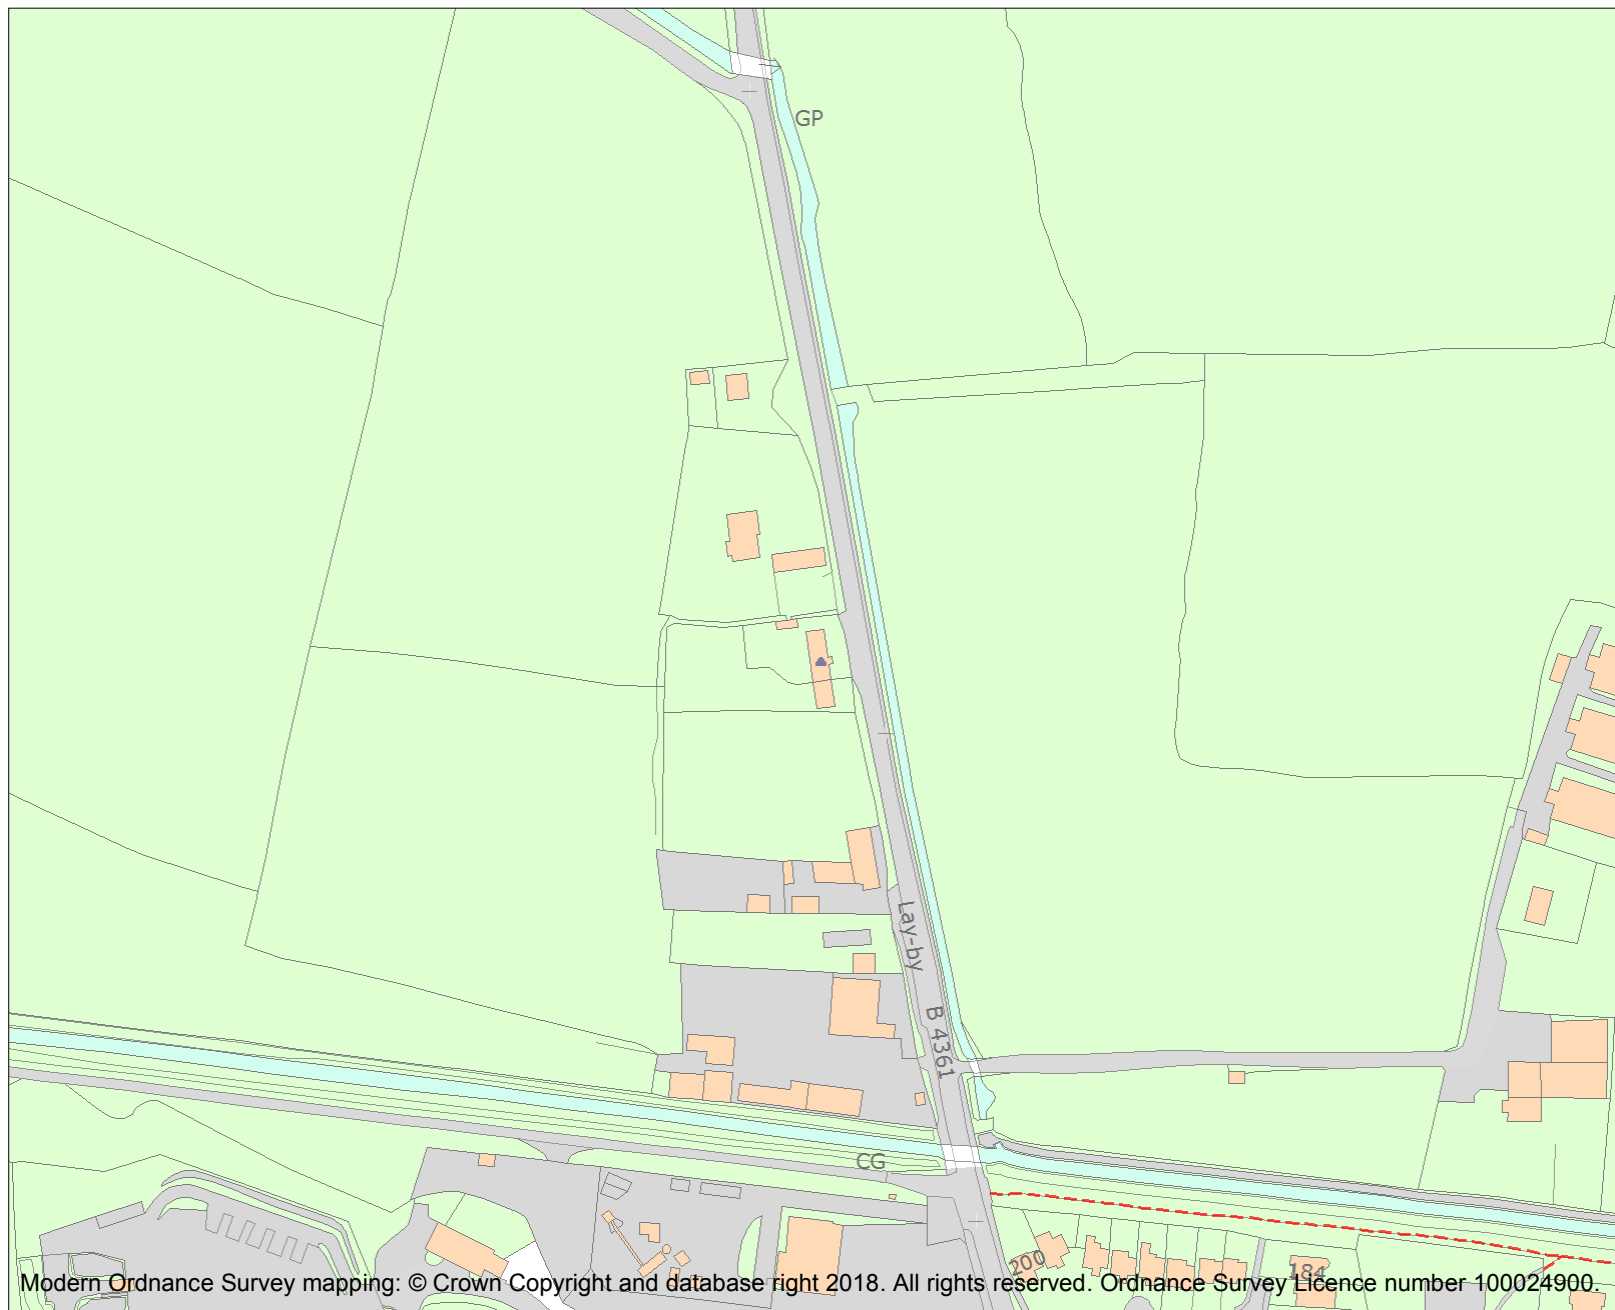 GP
Lay-by
B 4361
CG
200
184
Modern Ordnance Survey mapping: © Crown Copyright and database right 2018. All rights reserved. Ordnance Survey Licence number 100024900.